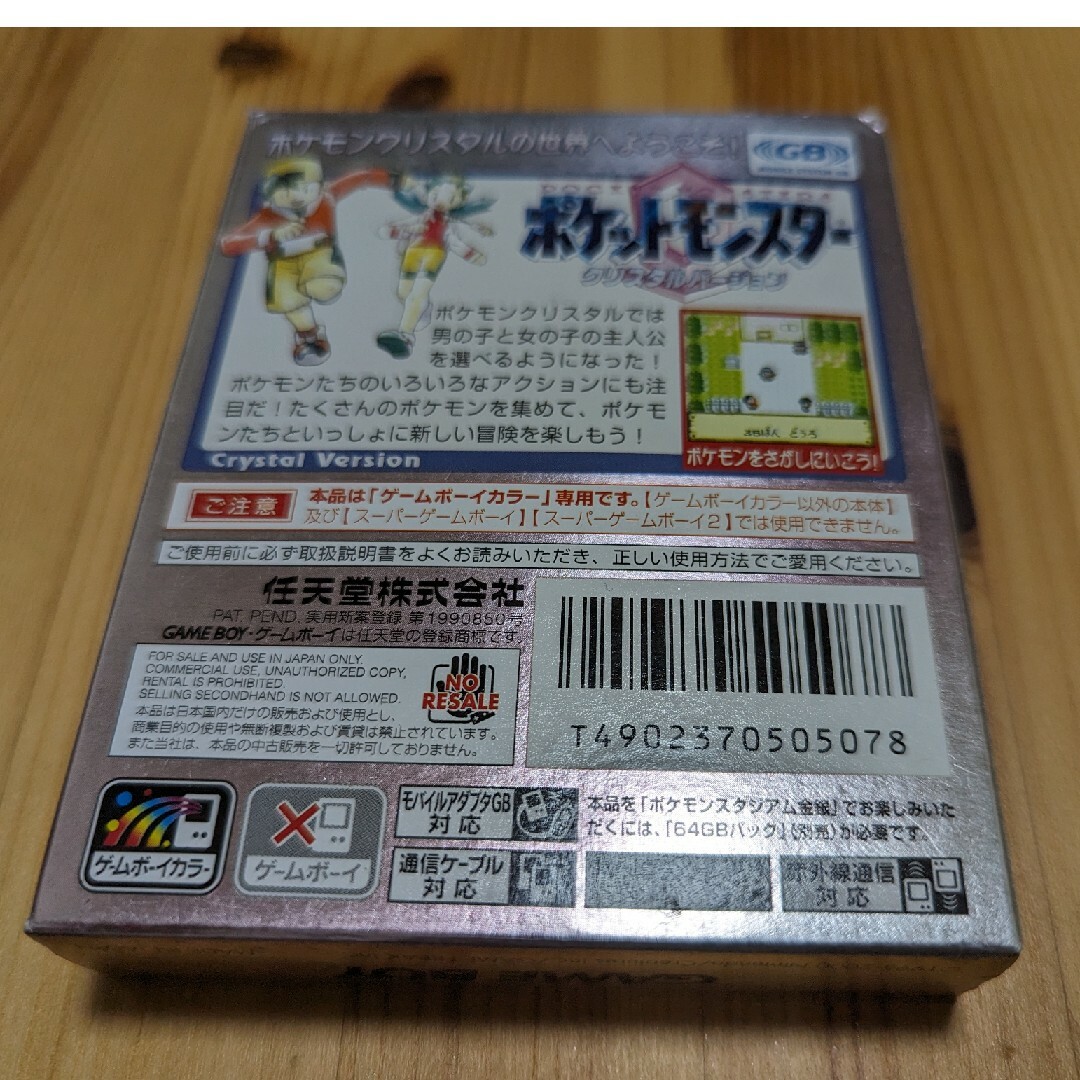 ポケモンクリスタルの世界へようこそ!
GB
ポケットモンスター
クリスタルバージョン
ポケモンクリスタルでは
男の子と女の子の主人公
を選べるようになった!
ポケモンたちのいろいろなアクションにも注
目だ!たくさんのポケモンを集めて、ポケモ
ンたちといっしょに新しい冒険を楽しもう!
ポケモンをさがしにいこう!
Crystal Version
ご注意
本品は「ゲームボーイカラー」専用です。【ゲームボーイカラー以外の本体】
及び【スーパーゲームボーイ】【スーパーゲームボーイ2】では使用できません。
ご使用前に必ず取扱説明書をよくお読みいただき、正しい使用方法でご愛用ください。
任天堂株式会社
PAT. PEND. 実用新案登録 第1990850号
GAME BOY・ゲームボーイは任天堂の登録商標です
FOR SALE AND USE IN JAPAN ONLY.
COMMERCIAL USE, UNAUTHORIZED COPY,
RENTAL IS PROHIBITED.
SELLING SECONDHAND IS NOT ALLOWED.
本品は日本国内だけの販売および使用とし、
商業目的の使用や無断複製および賃貸は禁止されています。
また当社は、本品の中古販売を一切許可しておりません。
NO
RESALE
T4902370505078
ゲームボーイカラー
ゲームボーイ
モバイルアダプタGB
対応
通信ケーブル
対応
本品を「ポケモンスタジアム金銀」でお楽しみいた
だくには、「64GBパック」(別売)が必要です。
赤外線通信
対応
GAME BOY